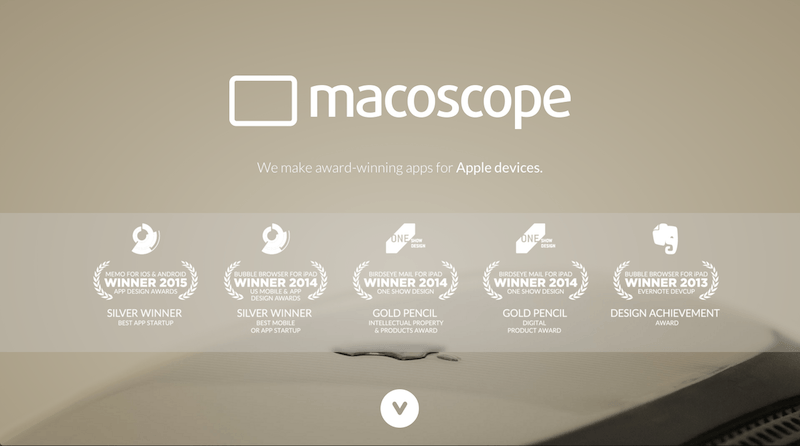 macoscope
We make award-winning apps for Apple devices.
MEMO FOR IOS & ANDROID
WINNER 2015
APP DESIGN AWARDS
SILVER WINNER
BEST APP STARTUP
BUBBLE BROWSER FOR IPAD
WINNER 2014
US MOBILE & APP
DESIGN AWARDS
SILVER WINNER
BEST MOBILE
OR APP STARTUP
ONE SHOW
DESIGN
BIRDSEYE MAIL FOR IPAD
WINNER 2014
ONE SHOW DESIGN
GOLD PENCIL
INTELLECTUAL PROPERTY
& PRODUCTS AWARD
ONE SHOW
DESIGN
BIRDSEYE MAIL FOR IPAD
WINNER 2014
ONE SHOW DESIGN
GOLD PENCIL
DIGITAL
PRODUCT AWARD
BUBBLE BROWSER FOR IPAD
WINNER 2013
EVERNOTE DEVCUP
DESIGN ACHIEVEMENT
AWARD